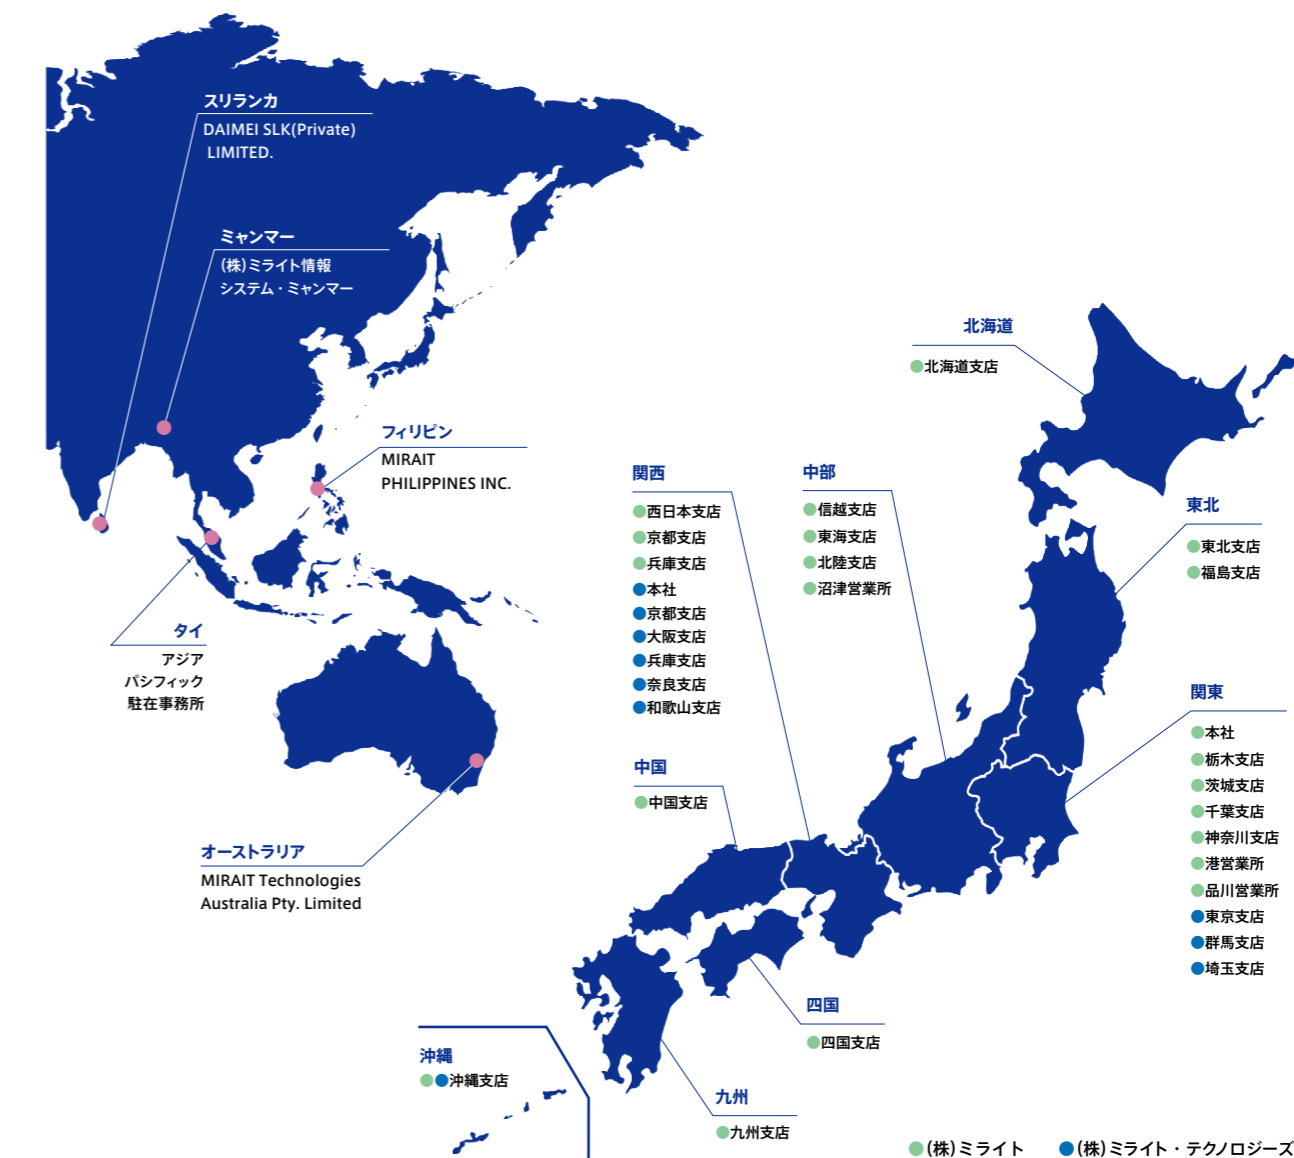 スリランカ
DAIMEI SLK(Private)
LIMITED.
ミャンマー
(株)ミライト情報
システム・ミャンマー
フィリピン
MIRAIT
PHILIPPINES INC.
タイ
アジア
パシフィック
駐在事務所
オーストラリア
MIRAIT Technologies
Australia Pty. Limited
北海道
●北海道支店
東北
●東北支店
●福島支店
関東
●本社
●栃木支店
●茨城支店
●千葉支店
●神奈川支店
●港営業所
●品川営業所
●東京支店
●群馬支店
●埼玉支店
中部
●信越支店
●東海支店
●北陸支店
●沼津営業所
関西
●西日本支店
●京都支店
●兵庫支店
●本社
●京都支店
●大阪支店
●兵庫支店
●奈良支店
●和歌山支店
中国
●中国支店
四国
●四国支店
九州
●九州支店
沖縄
●●沖縄支店
●(株)ミライト ●(株)ミライト・テクノロジーズ